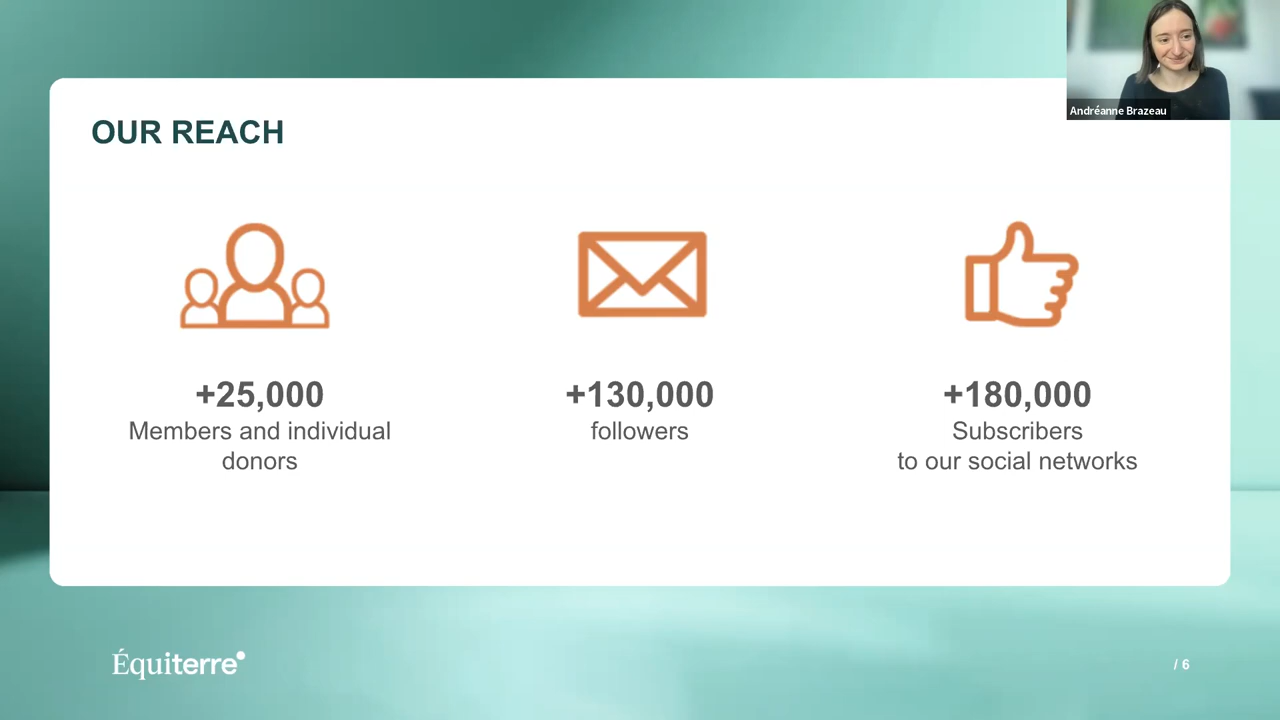 Andréanne Brazeau
OUR REACH
+25,000
Members and individual
donors
+130,000
followers
+180,000
Subscribers
to our social networks
Équiterre
/ 6